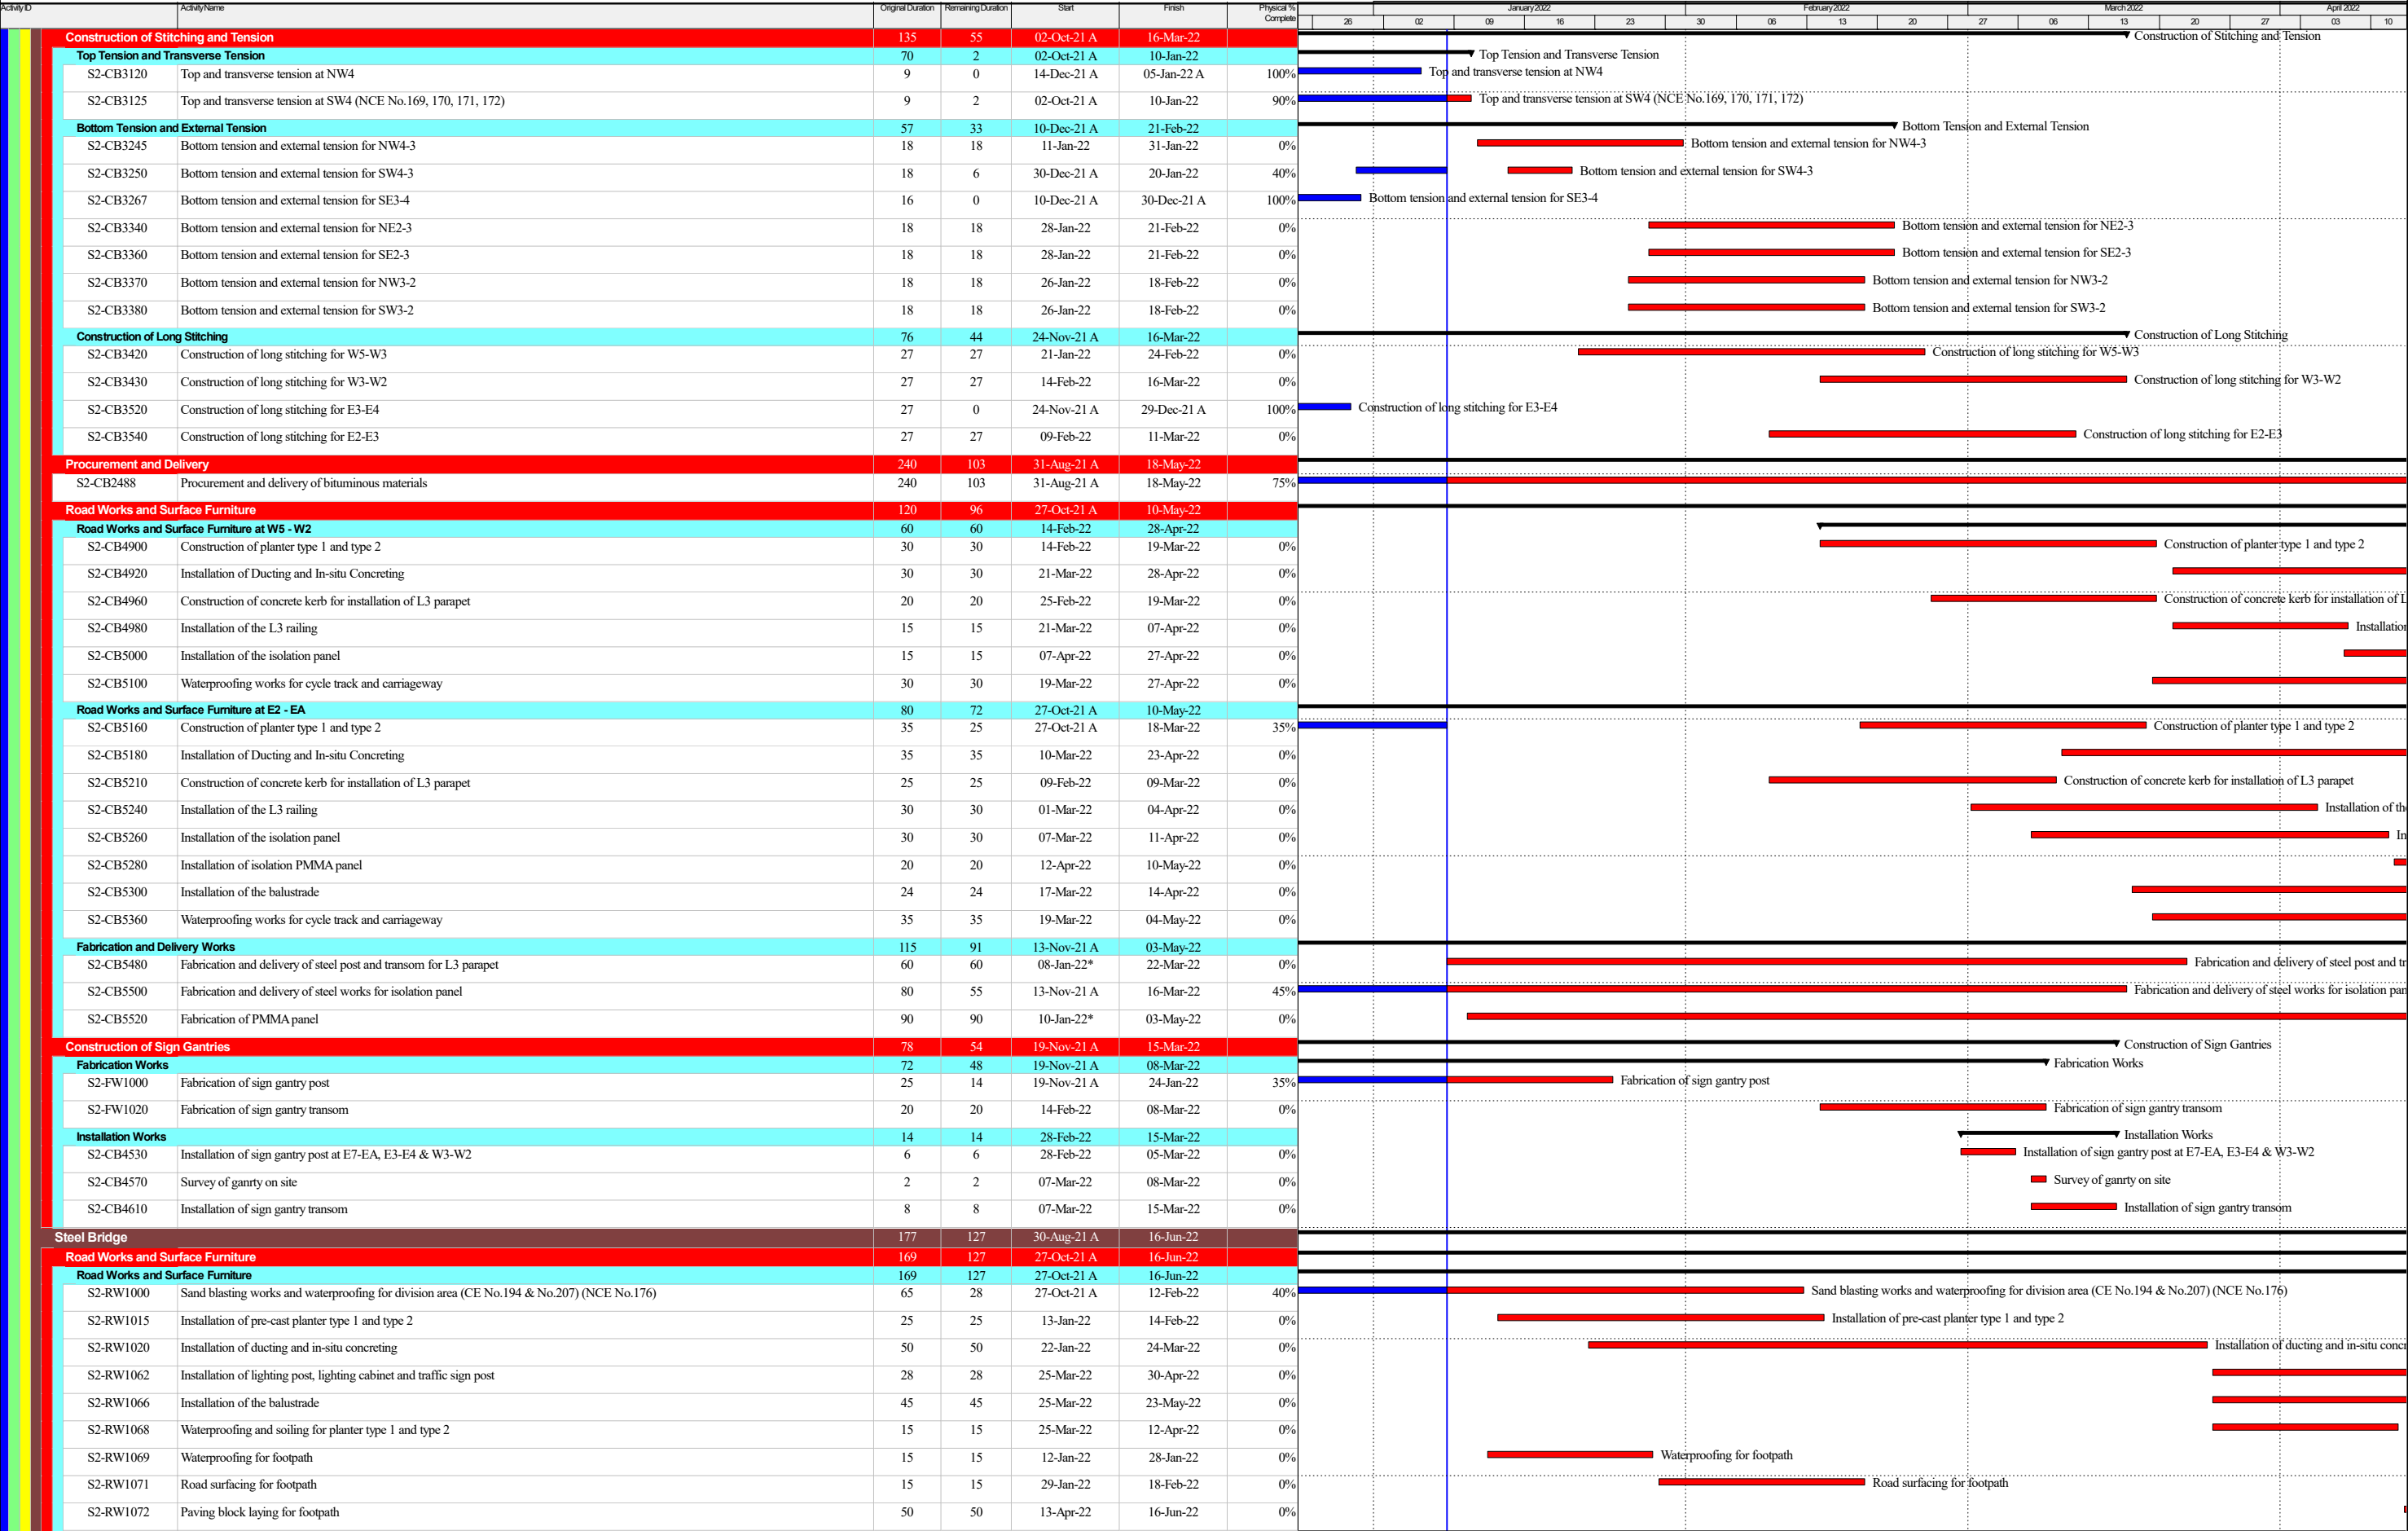 Activity ID Activity Name Original Duration Remaining Duration Start Finish Physical % Complete January 2022 February 2022 March 2022 April 2022
26 02 09 16 23 30 06 13 20 27 06 13 20 27 03 10
Construction of Stitching and Tension 135 55 02-Oct-21 A 16-Mar-22 Construction of Stitching and Tension
Top Tension and Transverse Tension 70 2 02-Oct-21 A 10-Jan-22 Top Tension and Transverse Tension
S2-CB3120 Top and transverse tension at NW4 9 0 14-Dec-21 A 05-Jan-22 A 100% Top and transverse tension at NW4
S2-CB3125 Top and transverse tension at SW4 (NCE No.169, 170, 171, 172) 9 2 02-Oct-21 A 10-Jan-22 90% Top and transverse tension at SW4 (NCE No.169, 170, 171, 172)
Bottom Tension and External Tension 57 33 10-Dec-21 A 21-Feb-22 Bottom Tension and External Tension
S2-CB3245 Bottom tension and external tension for NW4-3 18 18 11-Jan-22 31-Jan-22 0% Bottom tension and external tension for NW4-3
S2-CB3250 Bottom tension and external tension for SW4-3 18 6 30-Dec-21 A 20-Jan-22 40% Bottom tension and external tension for SW4-3
S2-CB3267 Bottom tension and external tension for SE3-4 16 0 10-Dec-21 A 30-Dec-21 A 100% Bottom tension and external tension for SE3-4
S2-CB3340 Bottom tension and external tension for NE2-3 18 18 28-Jan-22 21-Feb-22 0% Bottom tension and external tension for NE2-3
S2-CB3360 Bottom tension and external tension for SE2-3 18 18 28-Jan-22 21-Feb-22 0% Bottom tension and external tension for SE2-3
S2-CB3370 Bottom tension and external tension for NW3-2 18 18 26-Jan-22 18-Feb-22 0% Bottom tension and external tension for NW3-2
S2-CB3380 Bottom tension and external tension for SW3-2 18 18 26-Jan-22 18-Feb-22 0% Bottom tension and external tension for SW3-2
Construction of Long Stitching 76 44 24-Nov-21 A 16-Mar-22 Construction of Long Stitching
S2-CB3420 Construction of long stitching for W5-W3 27 27 21-Jan-22 24-Feb-22 0% Construction of long stitching for W5-W3
S2-CB3430 Construction of long stitching for W3-W2 27 27 14-Feb-22 16-Mar-22 0% Construction of long stitching for W3-W2
S2-CB3520 Construction of long stitching for E3-E4 27 0 24-Nov-21 A 29-Dec-21 A 100% Construction of long stitching for E3-E4
S2-CB3540 Construction of long stitching for E2-E3 27 27 09-Feb-22 11-Mar-22 0% Construction of long stitching for E2-E3
Procurement and Delivery 240 103 31-Aug-21 A 18-May-22
S2-CB2488 Procurement and delivery of bituminous materials 240 103 31-Aug-21 A 18-May-22 75%
Road Works and Surface Furniture 120 96 27-Oct-21 A 10-May-22
Road Works and Surface Furniture at W5 - W2 60 60 14-Feb-22 28-Apr-22
S2-CB4900 Construction of planter type 1 and type 2 30 30 14-Feb-22 19-Mar-22 0% Construction of planter type 1 and type 2
S2-CB4920 Installation of Ducting and In-situ Concreting 30 30 21-Mar-22 28-Apr-22 0%
S2-CB4960 Construction of concrete kerb for installation of L3 parapet 20 20 25-Feb-22 19-Mar-22 0% Construction of concrete kerb for installation of L
S2-CB4980 Installation of the L3 railing 15 15 21-Mar-22 07-Apr-22 0% Installation
S2-CB5000 Installation of the isolation panel 15 15 07-Apr-22 27-Apr-22 0%
S2-CB5100 Waterproofing works for cycle track and carriageway 30 30 19-Mar-22 27-Apr-22 0%
Road Works and Surface Furniture at E2 - EA 80 72 27-Oct-21 A 10-May-22
S2-CB5160 Construction of planter type 1 and type 2 35 25 27-Oct-21 A 18-Mar-22 35% Construction of planter type 1 and type 2
S2-CB5180 Installation of Ducting and In-situ Concreting 35 35 10-Mar-22 23-Apr-22 0%
S2-CB5210 Construction of concrete kerb for installation of L3 parapet 25 25 09-Feb-22 09-Mar-22 0% Construction of concrete kerb for installation of L3 parapet
S2-CB5240 Installation of the L3 railing 30 30 01-Mar-22 04-Apr-22 0% Installation of th
S2-CB5260 Installation of the isolation panel 30 30 07-Mar-22 11-Apr-22 0% In
S2-CB5280 Installation of isolation PMMA panel 20 20 12-Apr-22 10-May-22 0%
S2-CB5300 Installation of the balustrade 24 24 17-Mar-22 14-Apr-22 0%
S2-CB5360 Waterproofing works for cycle track and carriageway 35 35 19-Mar-22 04-May-22 0%
Fabrication and Delivery Works 115 91 13-Nov-21 A 03-May-22
S2-CB5480 Fabrication and delivery of steel post and transom for L3 parapet 60 60 08-Jan-22* 22-Mar-22 0% Fabrication and delivery of steel post and tr
S2-CB5500 Fabrication and delivery of steel works for isolation panel 80 55 13-Nov-21 A 16-Mar-22 45% Fabrication and delivery of steel works for isolation pan
S2-CB5520 Fabrication of PMMA panel 90 90 10-Jan-22* 03-May-22 0%
Construction of Sign Gantries 78 54 19-Nov-21 A 15-Mar-22 Construction of Sign Gantries
Fabrication Works 72 48 19-Nov-21 A 08-Mar-22 Fabrication Works
S2-FW1000 Fabrication of sign gantry post 25 14 19-Nov-21 A 24-Jan-22 35% Fabrication of sign gantry post
S2-FW1020 Fabrication of sign gantry transom 20 20 14-Feb-22 08-Mar-22 0% Fabrication of sign gantry transom
Installation Works 14 14 28-Feb-22 15-Mar-22 Installation Works
S2-CB4530 Installation of sign gantry post at E7-EA, E3-E4 & W3-W2 6 6 28-Feb-22 05-Mar-22 0% Installation of sign gantry post at E7-EA, E3-E4 & W3-W2
S2-CB4570 Survey of ganrty on site 2 2 07-Mar-22 08-Mar-22 0% Survey of ganrty on site
S2-CB4610 Installation of sign gantry transom 8 8 07-Mar-22 15-Mar-22 0% Installation of sign gantry transom
Steel Bridge 177 127 30-Aug-21 A 16-Jun-22
Road Works and Surface Furniture 169 127 27-Oct-21 A 16-Jun-22
Road Works and Surface Furniture 169 127 27-Oct-21 A 16-Jun-22
S2-RW1000 Sand blasting works and waterproofing for division area (CE No.194 & No.207) (NCE No.176) 65 28 27-Oct-21 A 12-Feb-22 40% Sand blasting works and waterproofing for division area (CE No.194 & No.207) (NCE No.176)
S2-RW1015 Installation of pre-cast planter type 1 and type 2 25 25 13-Jan-22 14-Feb-22 0% Installation of pre-cast planter type 1 and type 2
S2-RW1020 Installation of ducting and in-situ concreting 50 50 22-Jan-22 24-Mar-22 0% Installation of ducting and in-situ concr
S2-RW1062 Installation of lighting post, lighting cabinet and traffic sign post 28 28 25-Mar-22 30-Apr-22 0%
S2-RW1066 Installation of the balustrade 45 45 25-Mar-22 23-May-22 0%
S2-RW1068 Waterproofing and soiling for planter type 1 and type 2 15 15 25-Mar-22 12-Apr-22 0%
S2-RW1069 Waterproofing for footpath 15 15 12-Jan-22 28-Jan-22 0% Waterproofing for footpath
S2-RW1071 Road surfacing for footpath 15 15 29-Jan-22 18-Feb-22 0% Road surfacing for footpath
S2-RW1072 Paving block laying for footpath 50 50 13-Apr-22 16-Jun-22 0%